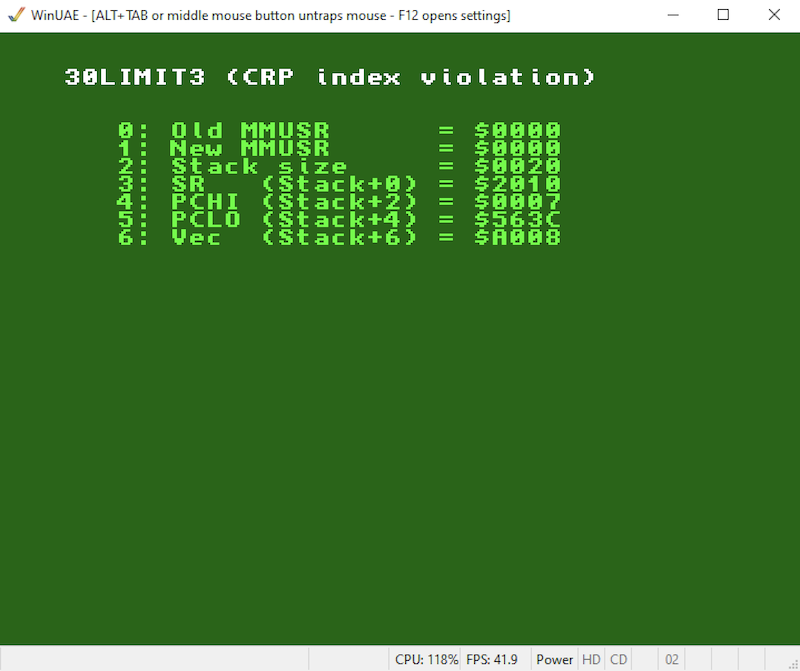 WinUAE - [ALT+TAB or middle mouse button untraps mouse - F12 opens settings]
30LIMIT3 (CRP index violation)
0: Old MMUSR = $0000
1: New MMUSR = $0000
2: Stack size = $0020
3: SR (Stack+0) = $2010
4: PCHI (Stack+2) = $0007
5: PCLO (Stack+4) = $563C
6: Vec (Stack+6) = $A008
CPU: 118% FPS: 41.9 Power HD CD 02